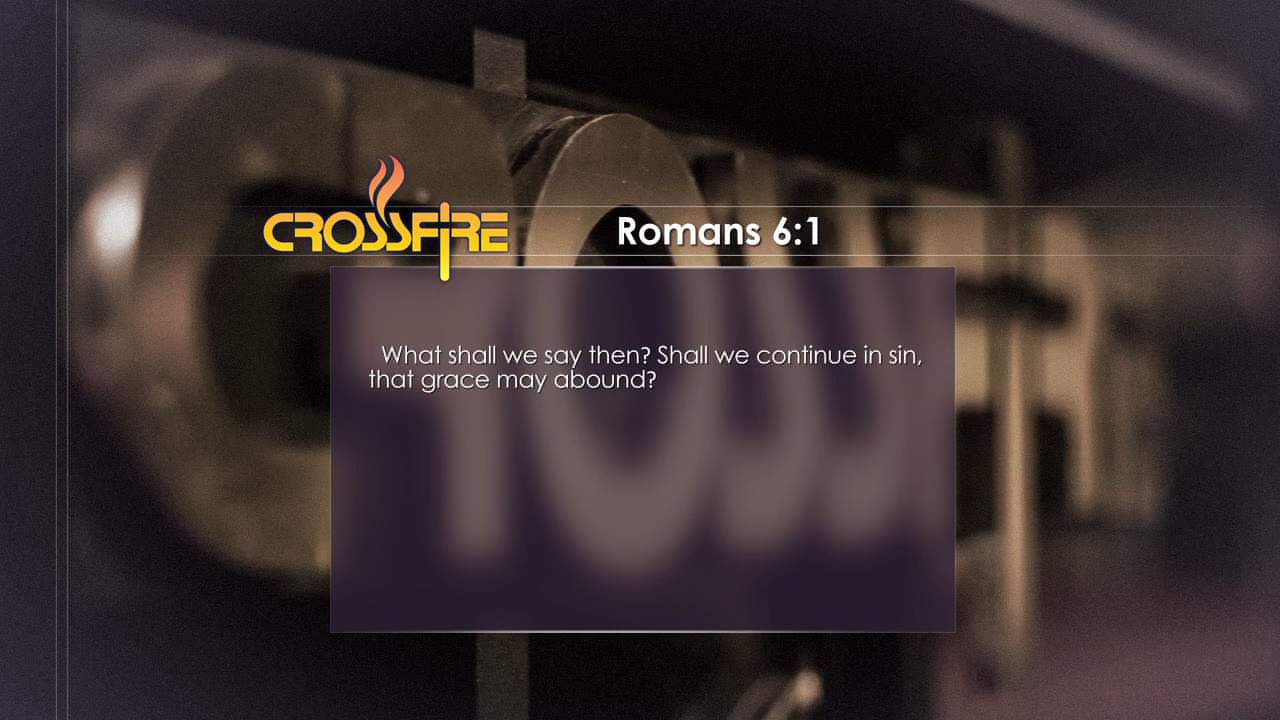 CROSSFIRE
Romans 6:1
What shall we say then? Shall we continue in sin,
that grace may abound?